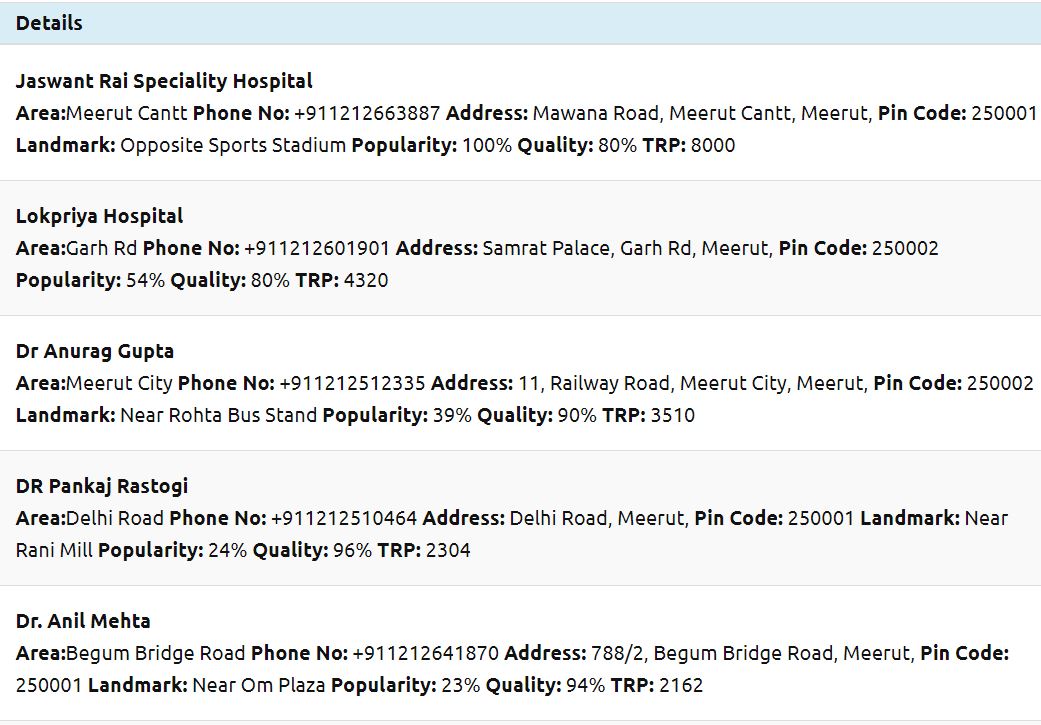 Details
Jaswant Rai Speciality Hospital
Area:Meerut Cantt Phone No: +911212663887 Address: Mawana Road, Meerut Cantt, Meerut, Pin Code: 250001
Landmark: Opposite Sports Stadium Popularity: 100% Quality: 80% TRP: 8000
Lokpriya Hospital
Area:Garh Rd Phone No: +911212601901 Address: Samrat Palace, Garh Rd, Meerut, Pin Code: 250002
Popularity: 54% Quality: 80% TRP: 4320
Dr Anurag Gupta
Area:Meerut City Phone No: +911212512335 Address: 11, Railway Road, Meerut City, Meerut, Pin Code: 250002
Landmark: Near Rohta Bus Stand Popularity: 39% Quality: 90% TRP: 3510
DR Pankaj Rastogi
Area:Delhi Road Phone No: +911212510464 Address: Delhi Road, Meerut, Pin Code: 250001 Landmark: Near
Rani Mill Popularity: 24% Quality: 96% TRP: 2304
Dr. Anil Mehta
Area:Begum Bridge Road Phone No: +911212641870 Address: 788/2, Begum Bridge Road, Meerut, Pin Code:
250001 Landmark: Near Om Plaza Popularity: 23% Quality: 94% TRP: 2162